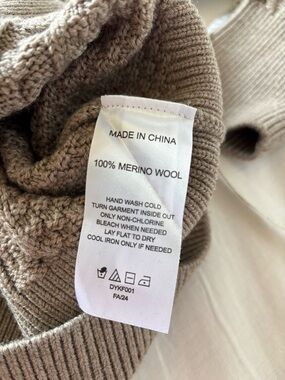 MADE IN CHINA
100% MERINO WOOL
HAND WASH COLD
TURN GARMENT INSIDE OUT
ONLY NON-CHLORINE
BLEACH WHEN NEEDED
LAY FLAT TO DRY
COOL IRON ONLY IF NEEDED
DYKF001
FA/24